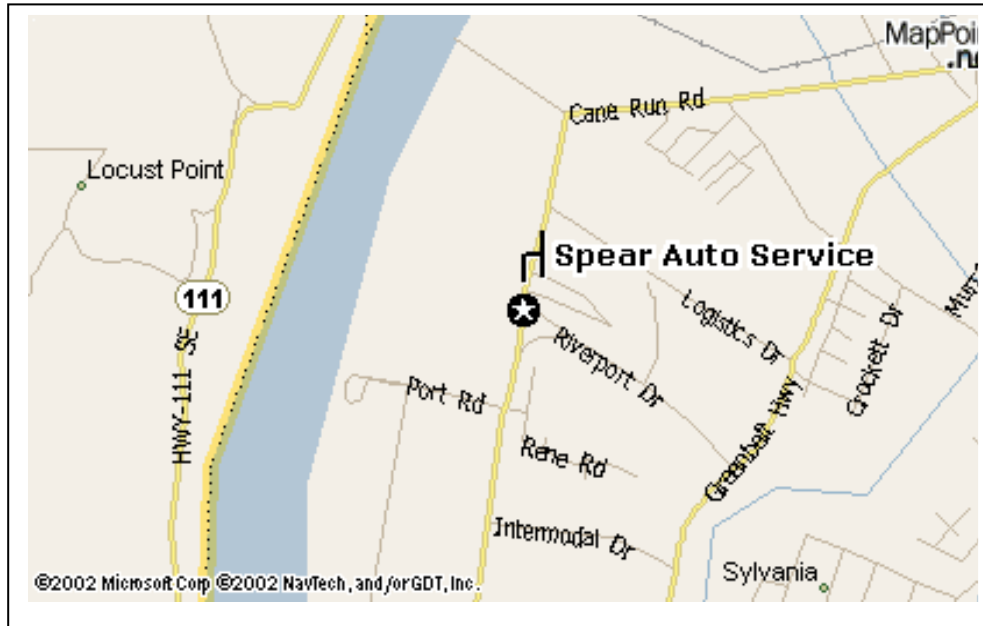 MapPoi
.n
Cane Run Rd
Locust Point
Spear Auto Service
111
HWY-111 SE
Logistics Dr
Crockett Dr
Riverport Dr
Port Rd
Greenbelt Hwy
Rene Rd
Intermodal Dr
Sylvania
©2002 Microsoft Corp ©2002 NavTech, and/or GDT, Inc.